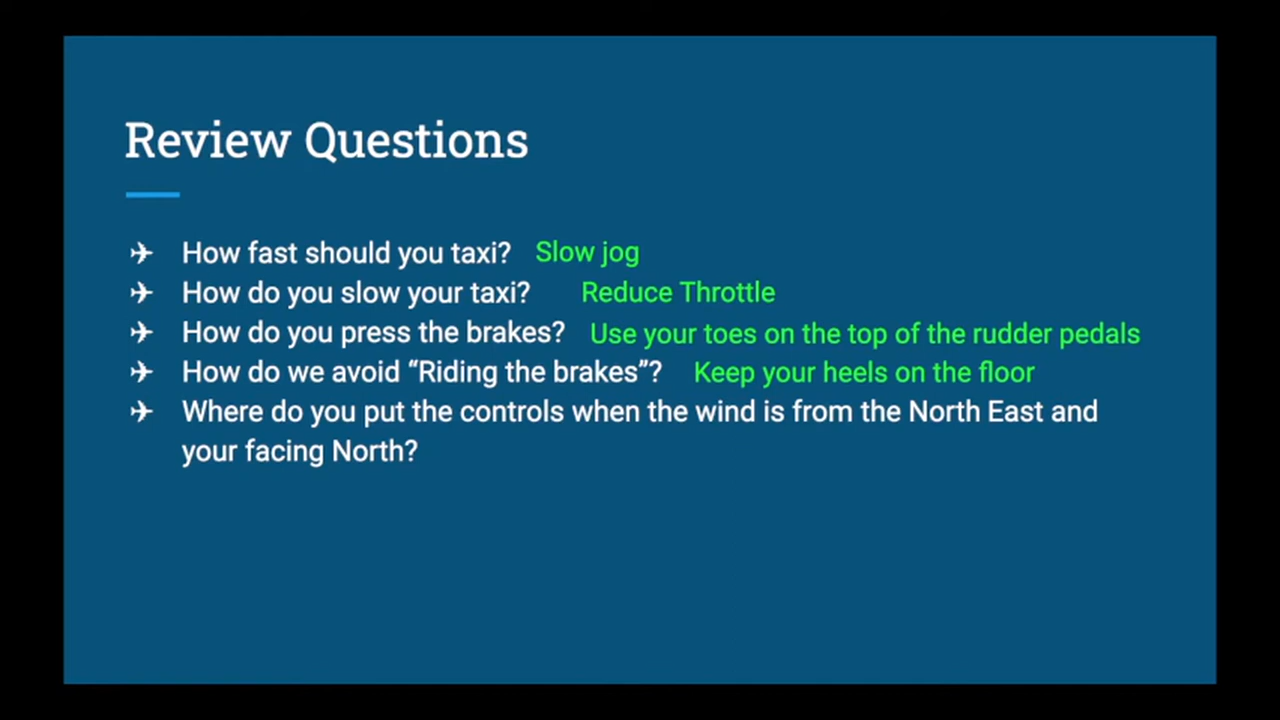 Review Questions
How fast should you taxi? Slow jog
How do you slow your taxi? Reduce Throttle
How do you press the brakes? Use your toes on the top of the rudder pedals
How do we avoid “Riding the brakes”? Keep your heels on the floor
Where do you put the controls when the wind is from the North East and
your facing North?